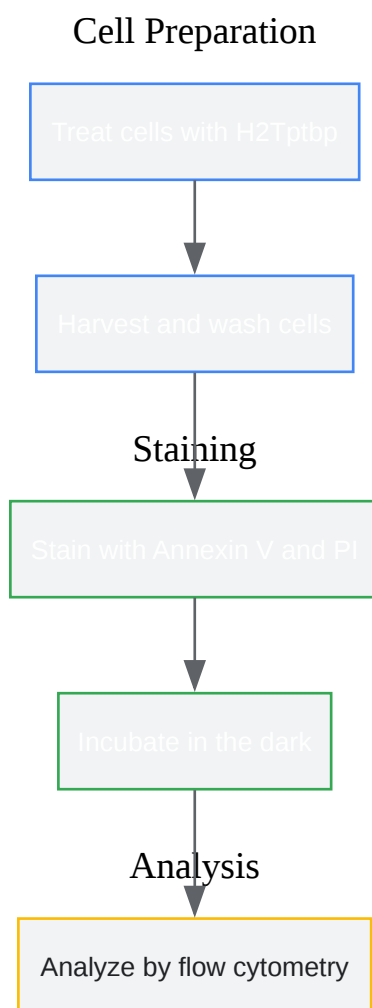 Cell Preparation
Treat cells with H2Tptbp
Harvest and wash cells
Staining
Stain with Annexin V and PI
Incubate in the dark
Analysis
Analyze by flow cytometry